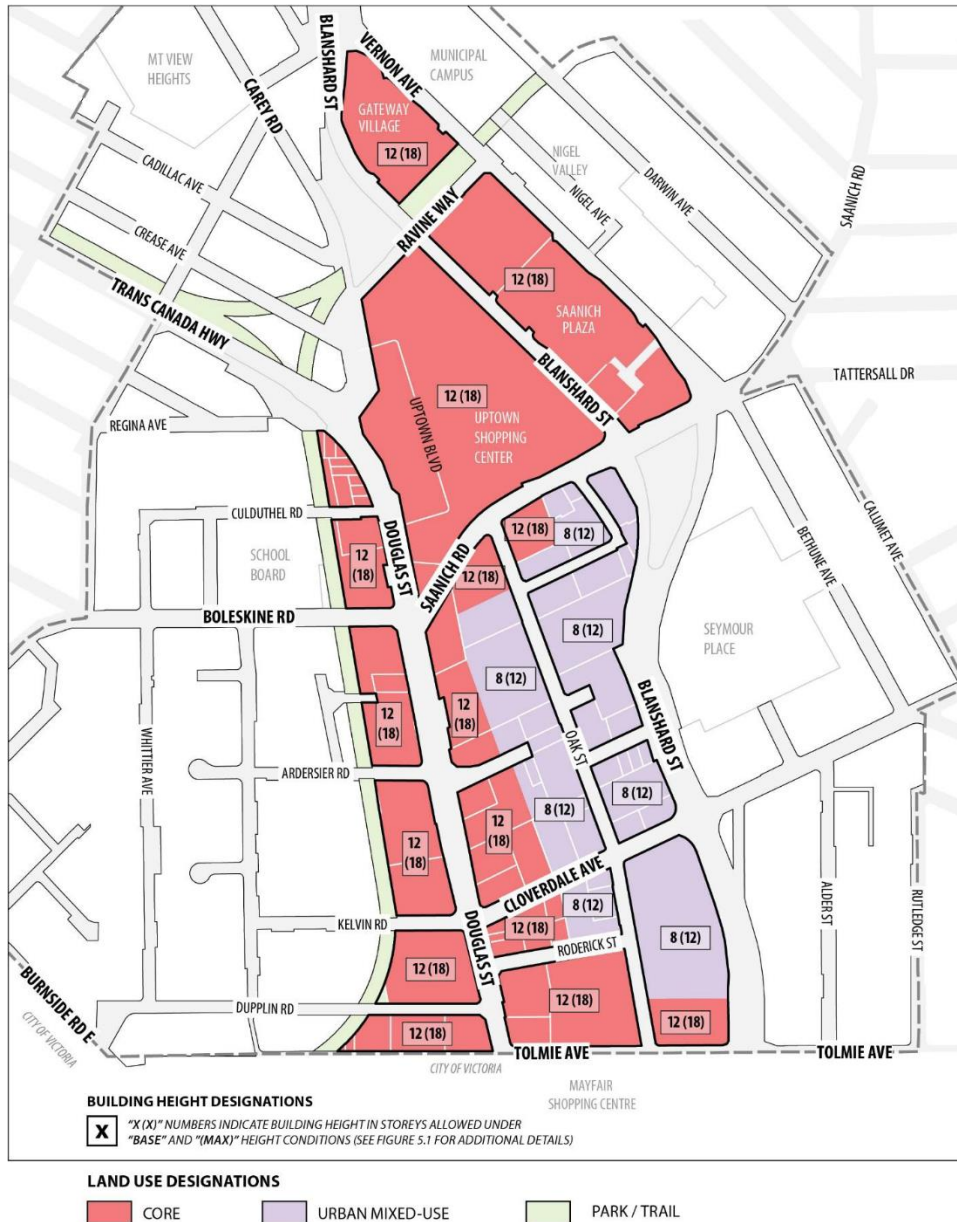 BLANSHARD ST
VERNON AVE
MUNICIPAL
CAMPUS
MT VIEW
HEIGHTS
CAREY RD
GATEWAY
VILLAGE
12 (18)
NIGEL
VALLEY
DARWIN AVE
NIGEL AVE
SAANICH RD
CADILLAC AVE
CREASE AVE
RAVINE WAY
TRANS CANADA HWY
12 (18)
SAANICH
PLAZA
BLANSHARD ST
TATTERSALL DR
12 (18)
UPTOWN BLVD
UPTOWN
SHOPPING
CENTER
REGINA AVE
CULDUTHEL RD
DOUGLAS ST
SAANICH RD
12 (18)
8 (12)
CALUMET AVE
BETHUNE AVE
SCHOOL
BOARD
12
(18)
12 (18)
BOLESKINE RD
8 (12)
SEYMOUR
PLACE
8 (12)
12
(18)
12
(18)
BLANSHARD ST
OAK ST
WHITTIER AVE
ARDERSIER RD
8 (12)
8 (12)
12
(18)
12
(18)
CLOVERDALE AVE
ALDER ST
RUTLEDGE ST
8 (12)
KELVIN RD
DOUGLAS ST
12 (18)
RODERICK ST
8 (12)
12 (18)
12 (18)
BURNSIDE RD E
CITY OF VICTORIA
DUPPLIN RD
12 (18)
12 (18)
TOLMIE AVE
TOLMIE AVE
CITY OF VICTORIA
MAYFAIR
SHOPPING CENTRE
BUILDING HEIGHT DESIGNATIONS
X
"X (X)" NUMBERS INDICATE BUILDING HEIGHT IN STOREYS ALLOWED UNDER
"BASE" AND "(MAX)" HEIGHT CONDITIONS (SEE FIGURE 5.1 FOR ADDITIONAL DETAILS)
LAND USE DESIGNATIONS
CORE
URBAN MIXED-USE
PARK / TRAIL